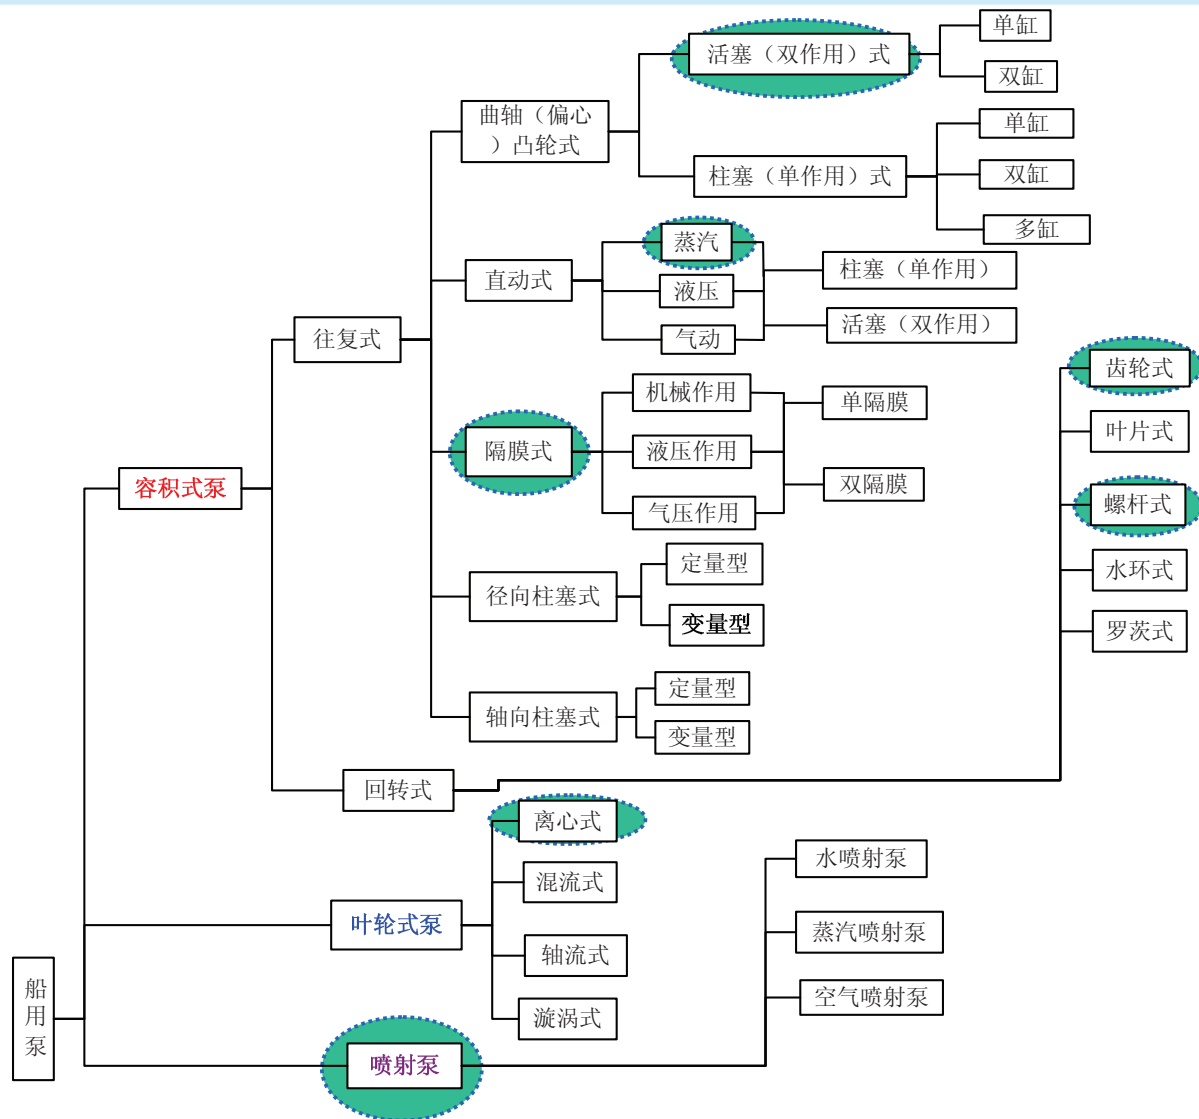 船
用
泵
容积式泵
往复式
曲轴（偏心
）凸轮式
活塞（双作用）式
单缸
双缸
柱塞（单作用）式
单缸
双缸
多缸
直动式
蒸汽
液压
气动
柱塞（单作用）
活塞（双作用）
隔膜式
机械作用
液压作用
气压作用
单隔膜
双隔膜
径向柱塞式
定量型
变量型
轴向柱塞式
定量型
变量型
回转式
齿轮式
叶片式
螺杆式
水环式
罗茨式
叶轮式泵
离心式
混流式
轴流式
漩涡式
喷射泵
水喷射泵
蒸汽喷射泵
空气喷射泵